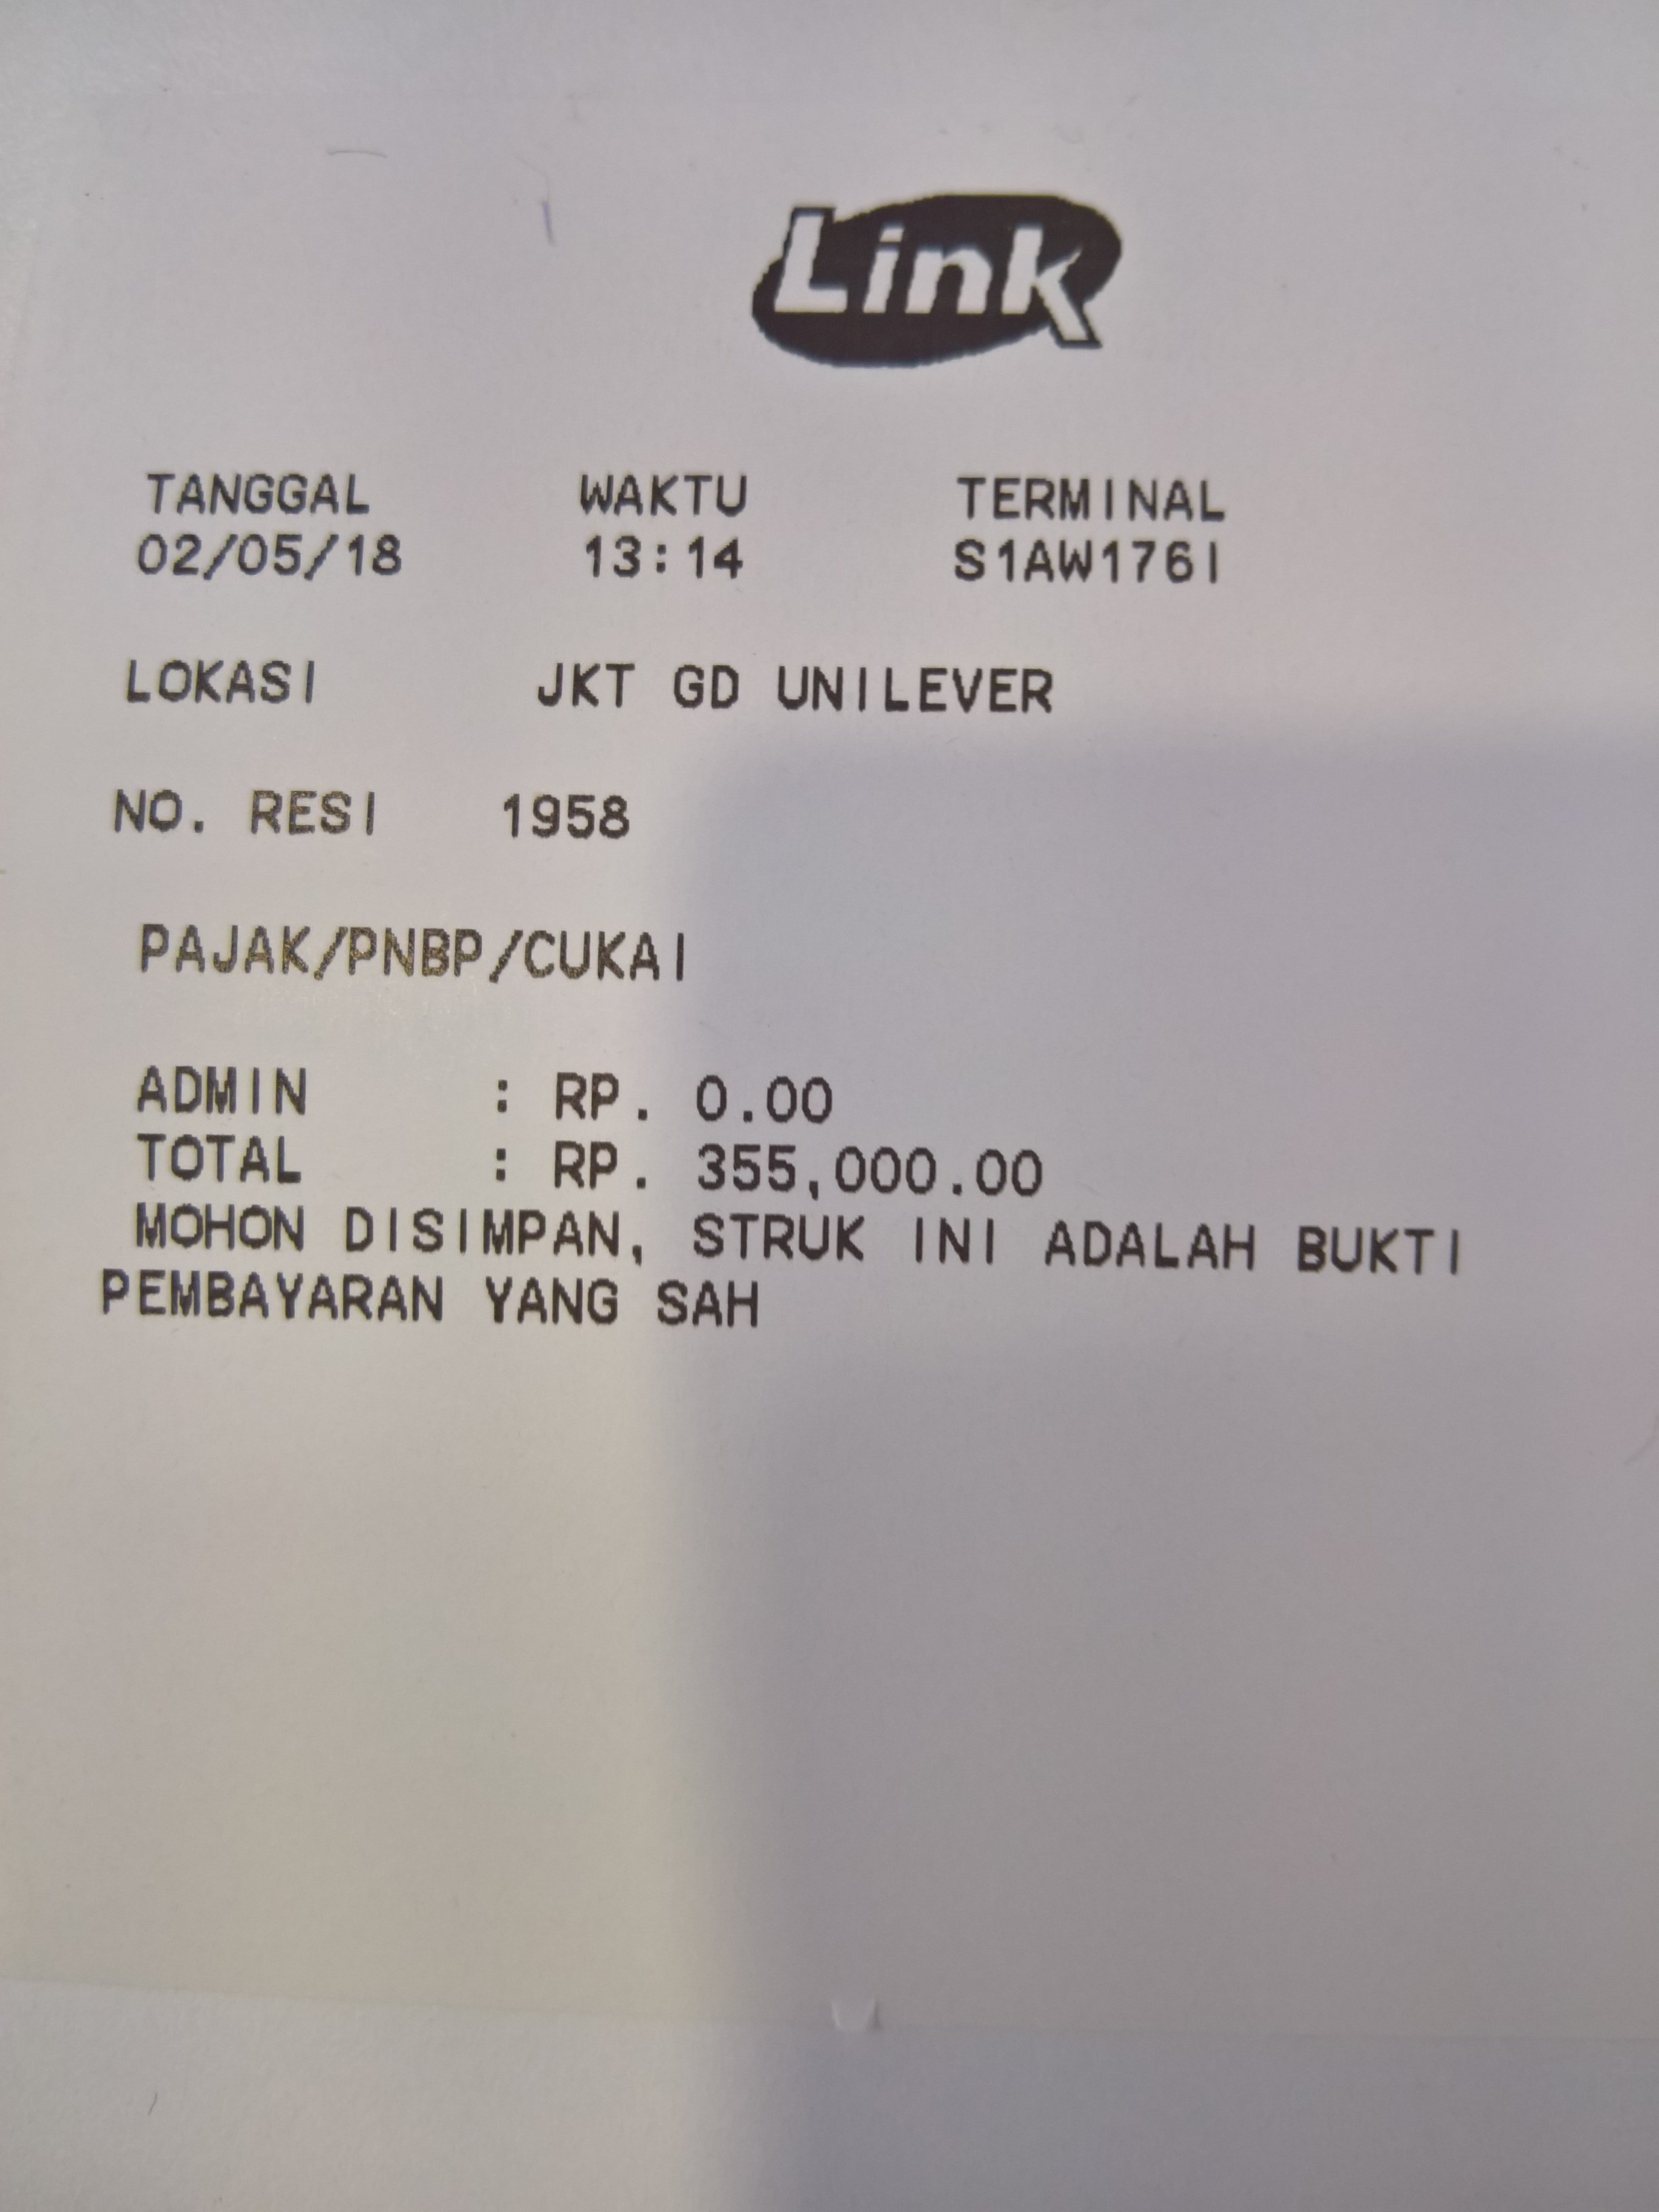 Link
TANGGAL WAKTU TERMINAL
02/05/18 13:14 S1AW176I
LOKASI JKT GD UNILEVER
NO. RESI 1958
PAJAK/PNBP/CUKAI
ADMIN : RP. 0.00
TOTAL : RP. 355,000.00
MOHON DISIMPAN, STRUK INI ADALAH BUKTI
PEMBAYARAN YANG SAH